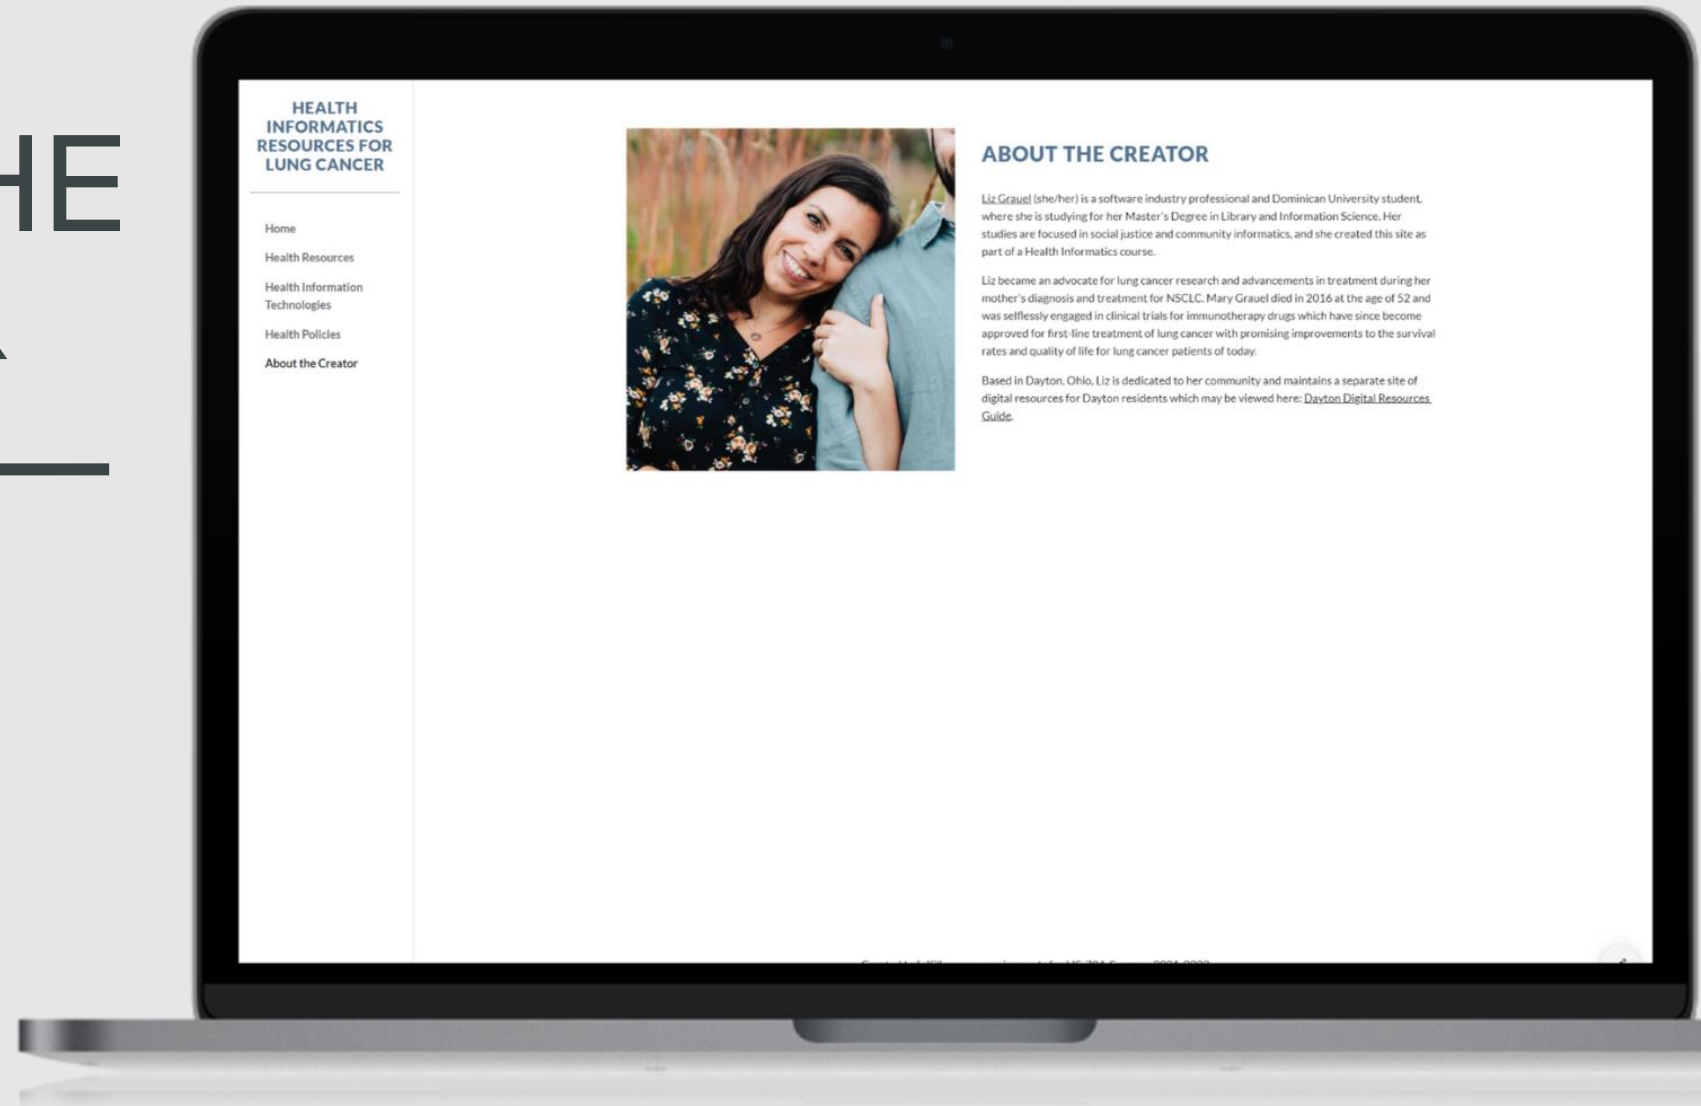 HE
HEALTH
INFORMATICS
RESOURCES FOR
LUNG CANCER
Home
Health Resources
Health Information
Technologies
Health Policies
About the Creator
ABOUT THE CREATOR
Liz Grauel (she/her) is a software industry professional and Dominican University student,
where she is studying for her Master's Degree in Library and Information Science. Her
studies are focused in social justice and community informatics, and she created this site as
part of a Health Informatics course.
Liz became an advocate for lung cancer research and advancements in treatment during her
mother's diagnosis and treatment for NSCLC. Mary Grauel died in 2016 at the age of 52 and
was selflessly engaged in clinical trials for immunotherapy drugs which have since become
approved for first-line treatment of lung cancer with promising improvements to the survival
rates and quality of life for lung cancer patients of today.
Based in Dayton, Ohio, Liz is dedicated to her community and maintains a separate site of
digital resources for Dayton residents which may be viewed here: Dayton Digital Resources
Guide.